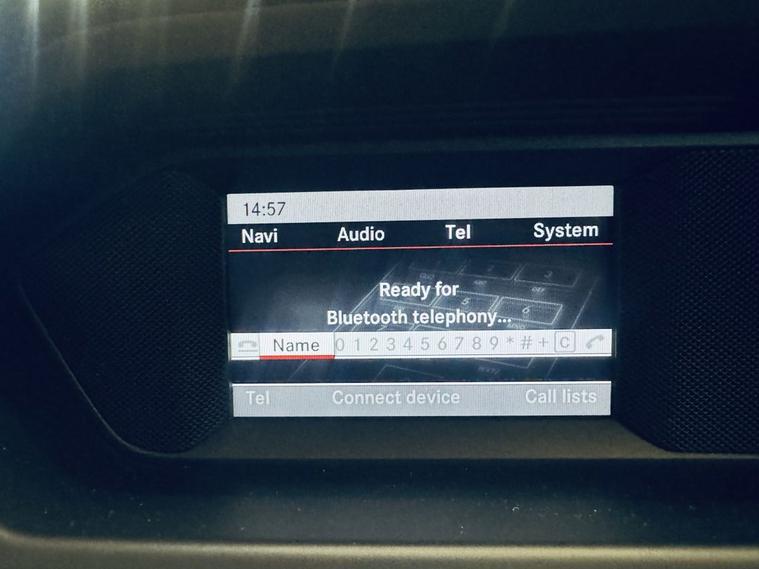 14:57
Navi Audio Tel System
Ready for
Bluetooth telephony...
Name 0 1 2 3 4 5 6 7 8 9 * # + C
Tel Connect device Call lists